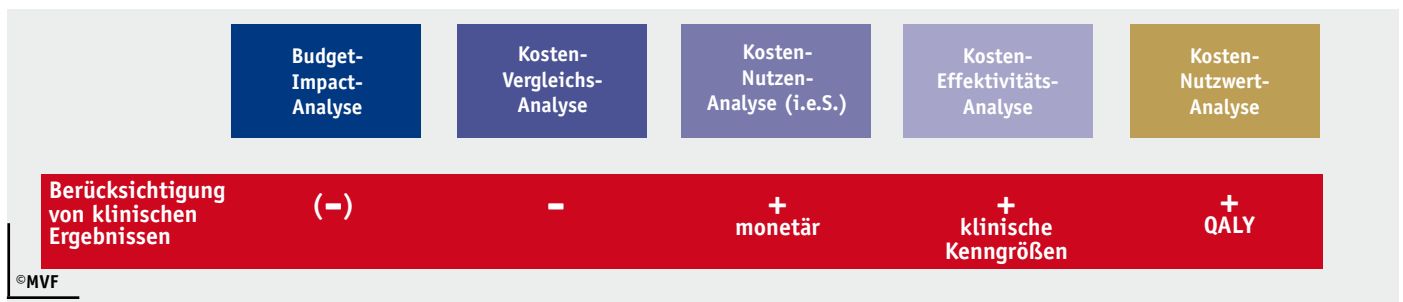 Budget-
Impact-
Analyse
Kosten-
Vergleichs-
Analyse
Kosten-
Nutzen-
Analyse (i.e.S.)
Kosten-
Effektivitäts-
Analyse
Kosten-
Nutzwert-
Analyse
Berücksichtigung
von klinischen
Ergebnissen
(–)
–
+
monetär
+
klinische
Kenngrößen
+
QALY
©MVF